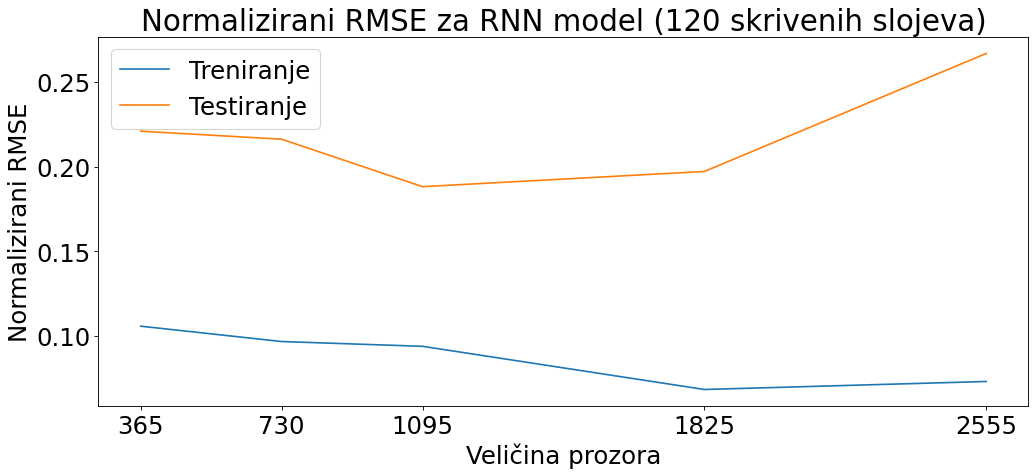 Normalizirani RMSE za RNN model (120 skrivenih slojeva)
Treniranje
Testiranje
Normalizirani RMSE
0.25
0.20
0.15
0.10
365 730 1095 1825 2555
Veličina prozora